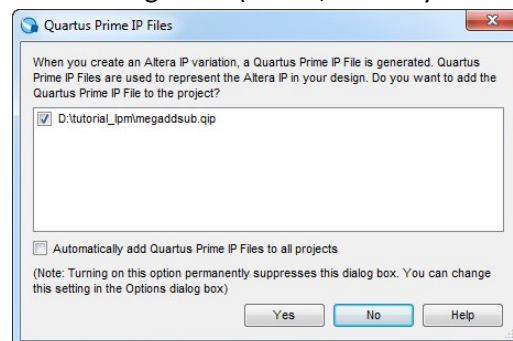 Quartus Prime IP Files
When you create an Altera IP variation, a Quartus Prime IP File is generated. Quartus
Prime IP Files are used to represent the Altera IP in your design. Do you want to add the
Quartus Prime IP File to the project?
D:\tutorial_lpm\megaddsub.qip
Automatically add Quartus Prime IP Files to all projects
(Note: Turning on this option permanently suppresses this dialog box. You can change
this setting in the Options dialog box)
Yes No Help